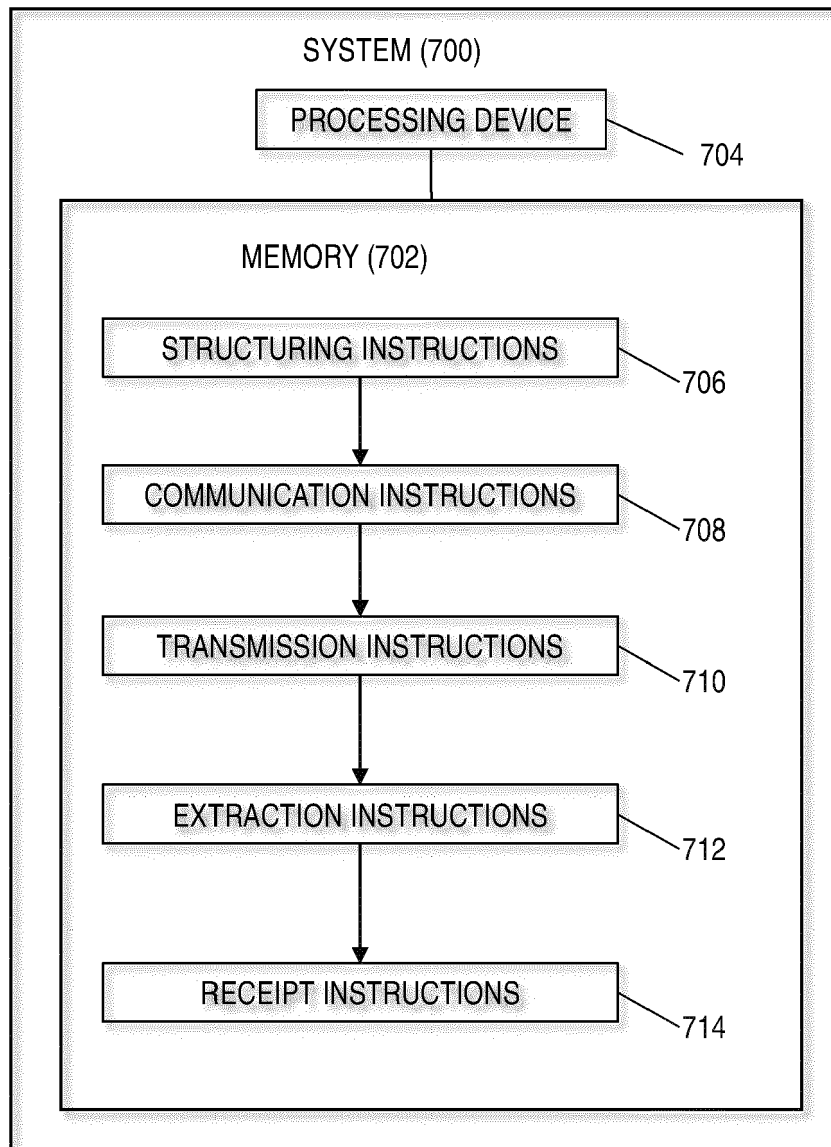 SYSTEM (700)
PROCESSING DEVICE
704
MEMORY (702)
STRUCTURING INSTRUCTIONS
706
COMMUNICATION INSTRUCTIONS
708
TRANSMISSION INSTRUCTIONS
710
EXTRACTION INSTRUCTIONS
712
RECEIPT INSTRUCTIONS
714